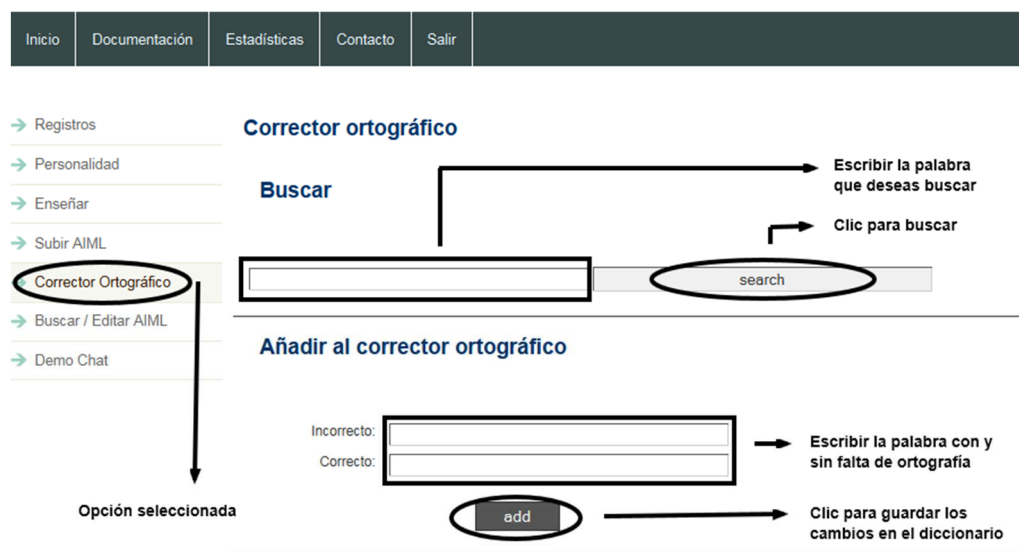 Inicio Documentación Estadísticas Contacto Salir
Registros
Personalidad
Enseñar
Subir AIML
Corrector Ortográfico
Buscar / Editar AIML
Demo Chat
Opción seleccionada
Corrector ortográfico
Buscar
Escribir la palabra
que deseas buscar
Clic para buscar
search
Añadir al corrector ortográfico
Incorrecto:
Correcto:
Escribir la palabra con y
sin falta de ortografía
add
Clic para guardar los
cambios en el diccionario